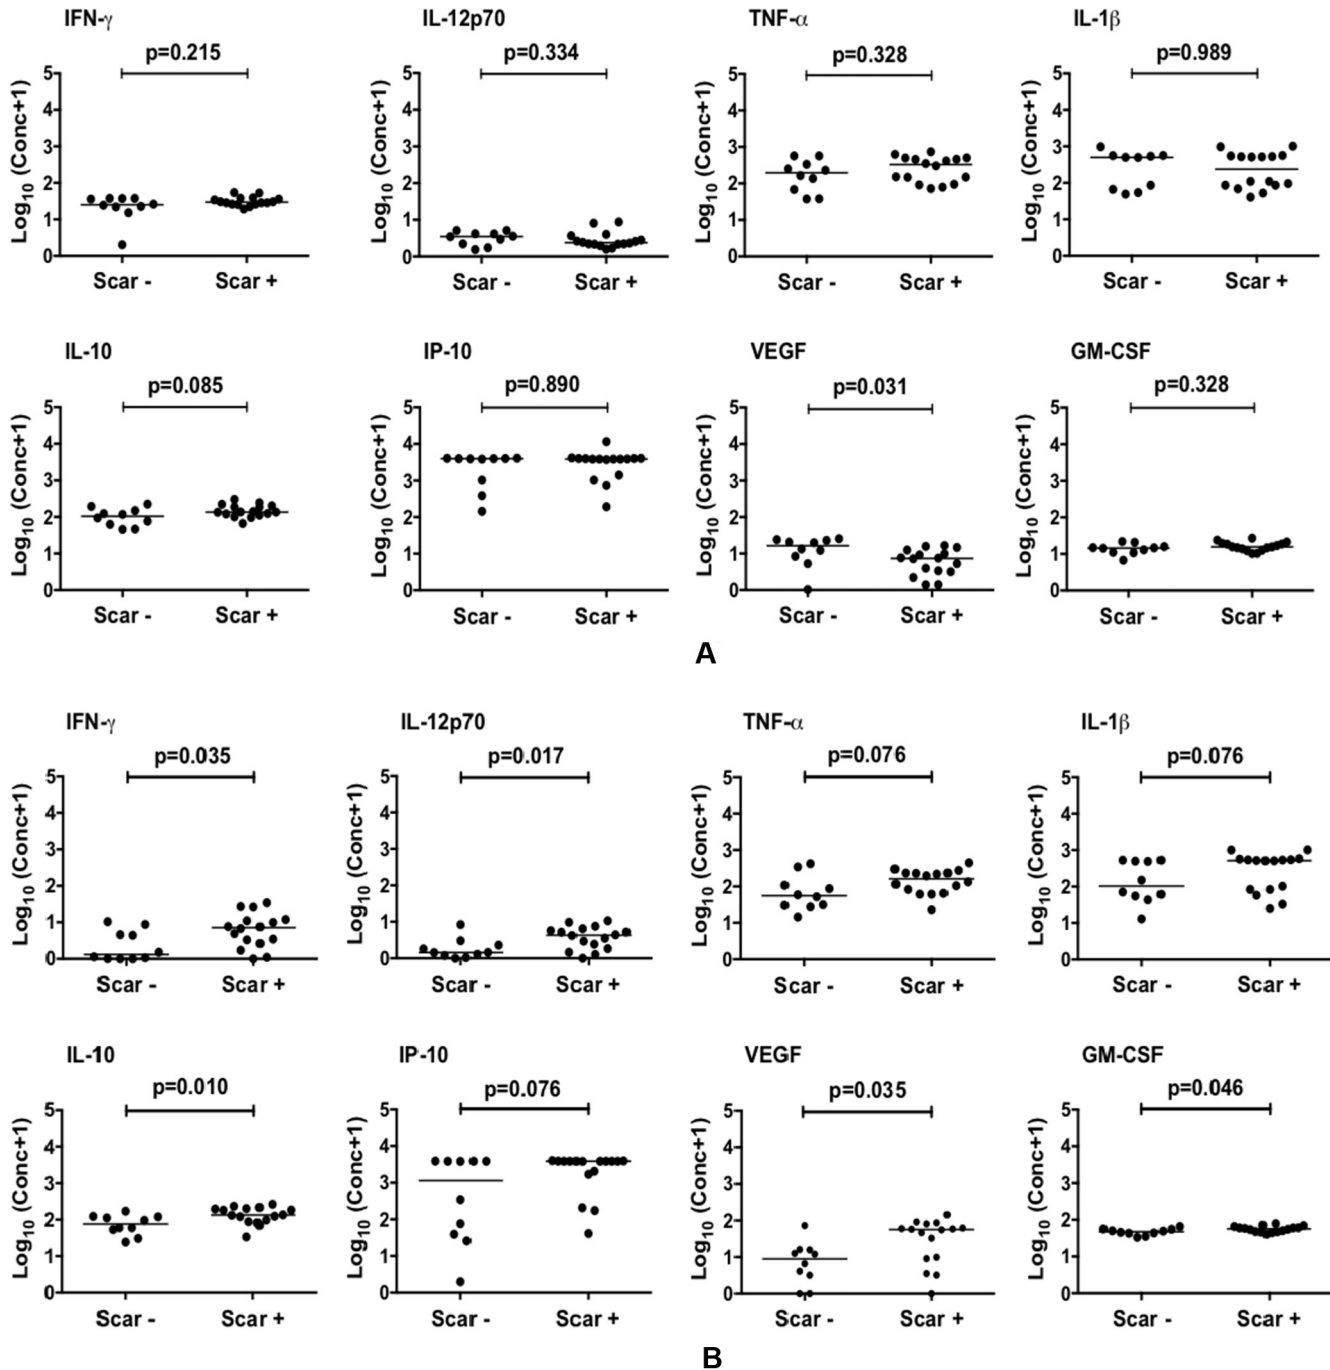 IFN-γ IL-12p70 TNF-α IL-1β
p=0.215 p=0.334 p=0.328 p=0.989
Log10 (Conc+1) Log10 (Conc+1) Log10 (Conc+1) Log10 (Conc+1)
5 5 5 5
4 4 4 4
3 3 3 3
2 2 2 2
1 1 1 1
0 0 0 0
Scar - Scar + Scar - Scar + Scar - Scar + Scar - Scar +
IL-10 IP-10 VEGF GM-CSF
p=0.085 p=0.890 p=0.031 p=0.328
Log10 (Conc+1) Log10 (Conc+1) Log10 (Conc+1) Log10 (Conc+1)
5 5 5 5
4 4 4 4
3 3 3 3
2 2 2 2
1 1 1 1
0 0 0 0
Scar - Scar + Scar - Scar + Scar - Scar + Scar - Scar +
A
IFN-γ IL-12p70 TNF-α IL-1β
p=0.035 p=0.017 p=0.076 p=0.076
Log10 (Conc+1) Log10 (Conc+1) Log10 (Conc+1) Log10 (Conc+1)
5 5 5 5
4 4 4 4
3 3 3 3
2 2 2 2
1 1 1 1
0 0 0 0
Scar - Scar + Scar - Scar + Scar - Scar + Scar - Scar +
IL-10 IP-10 VEGF GM-CSF
p=0.010 p=0.076 p=0.035 p=0.046
Log10 (Conc+1) Log10 (Conc+1) Log10 (Conc+1) Log10 (Conc+1)
5 5 5 5
4 4 4 4
3 3 3 3
2 2 2 2
1 1 1 1
0 0 0 0
Scar - Scar + Scar - Scar + Scar - Scar + Scar - Scar +
B